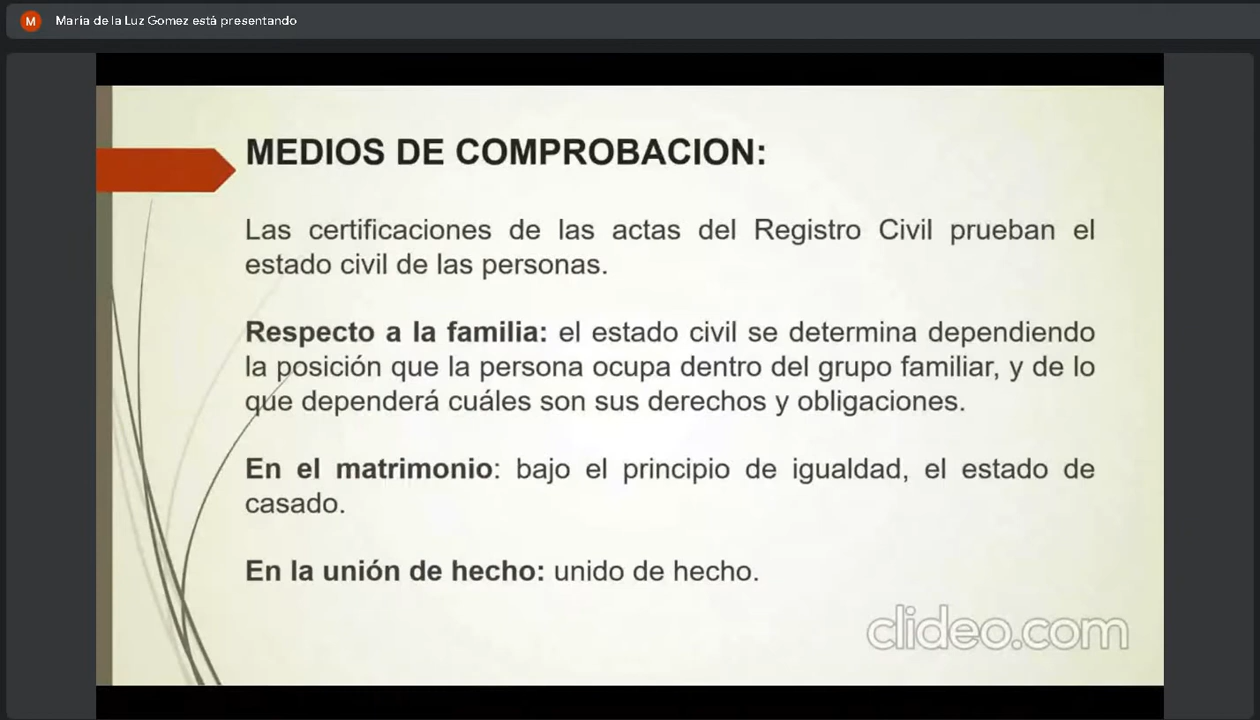 M María de la Luz Gomez está presentando
MEDIOS DE COMPROBACION:
Las certificaciones de las actas del Registro Civil prueban el
estado civil de las personas.
Respecto a la familia: el estado civil se determina dependiendo
la posición que la persona ocupa dentro del grupo familiar, y de lo
que dependerá cuáles son sus derechos y obligaciones.
En el matrimonio: bajo el principio de igualdad, el estado de
casado.
En la unión de hecho: unido de hecho.
clideo.com